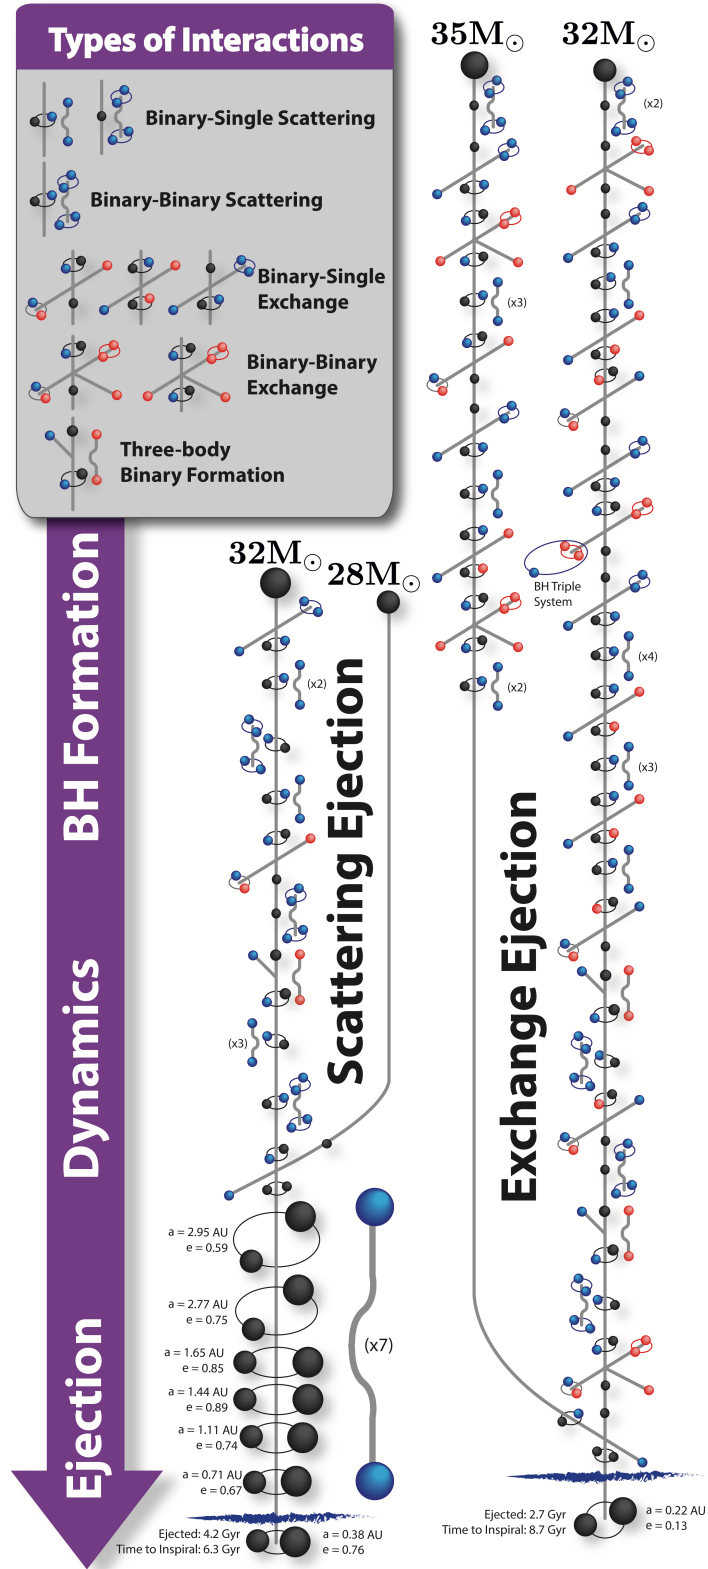 Types of Interactions
Binary-Single Scattering
Binary-Binary Scattering
Binary-Single
Exchange
Binary-Binary
Exchange
Three-body
Binary Formation
BH Formation
Dynamics
Ejection
32M☉
28M☉
(x2)
(x3)
Scattering Ejection
a = 2.95 AU
e = 0.59
a = 2.77 AU
e = 0.75
a = 1.65 AU
e = 0.85
a = 1.44 AU
e = 0.89
a = 1.11 AU
e = 0.74
a = 0.71 AU
e = 0.67
(x7)
Ejected: 4.2 Gyr
Time to Inspiral: 6.3 Gyr
a = 0.38 AU
e = 0.76
35M☉
32M☉
(x2)
(x3)
BH Triple
System
(x4)
(x2)
(x3)
Exchange Ejection
Ejected: 2.7 Gyr
Time to Inspiral: 8.7 Gyr
a = 0.22 AU
e = 0.13